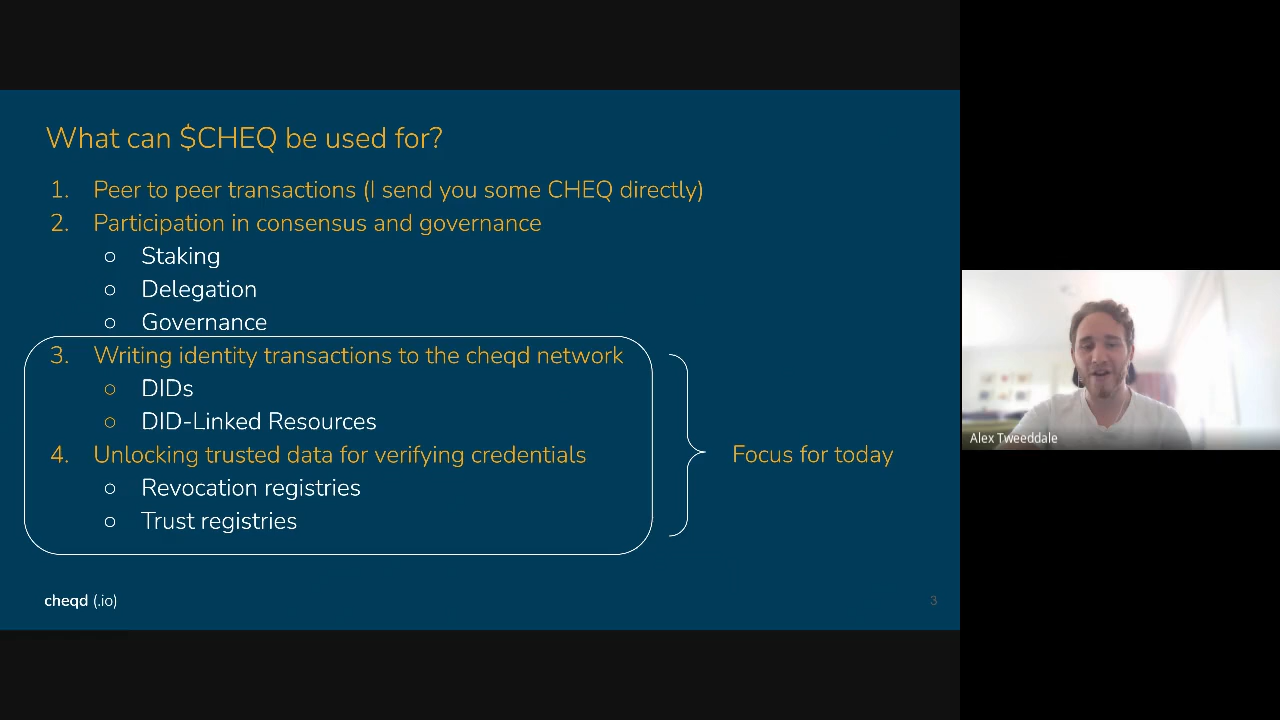 What can $CHEQ be used for?
1. Peer to peer transactions (I send you some CHEQ directly)
2. Participation in consensus and governance
○ Staking
○ Delegation
○ Governance
3. Writing identity transactions to the cheqd network
○ DIDs
○ DID-Linked Resources
4. Unlocking trusted data for verifying credentials
○ Revocation registries
○ Trust registries
Focus for today
cheqd (.io)
3
Alex Tweeddale